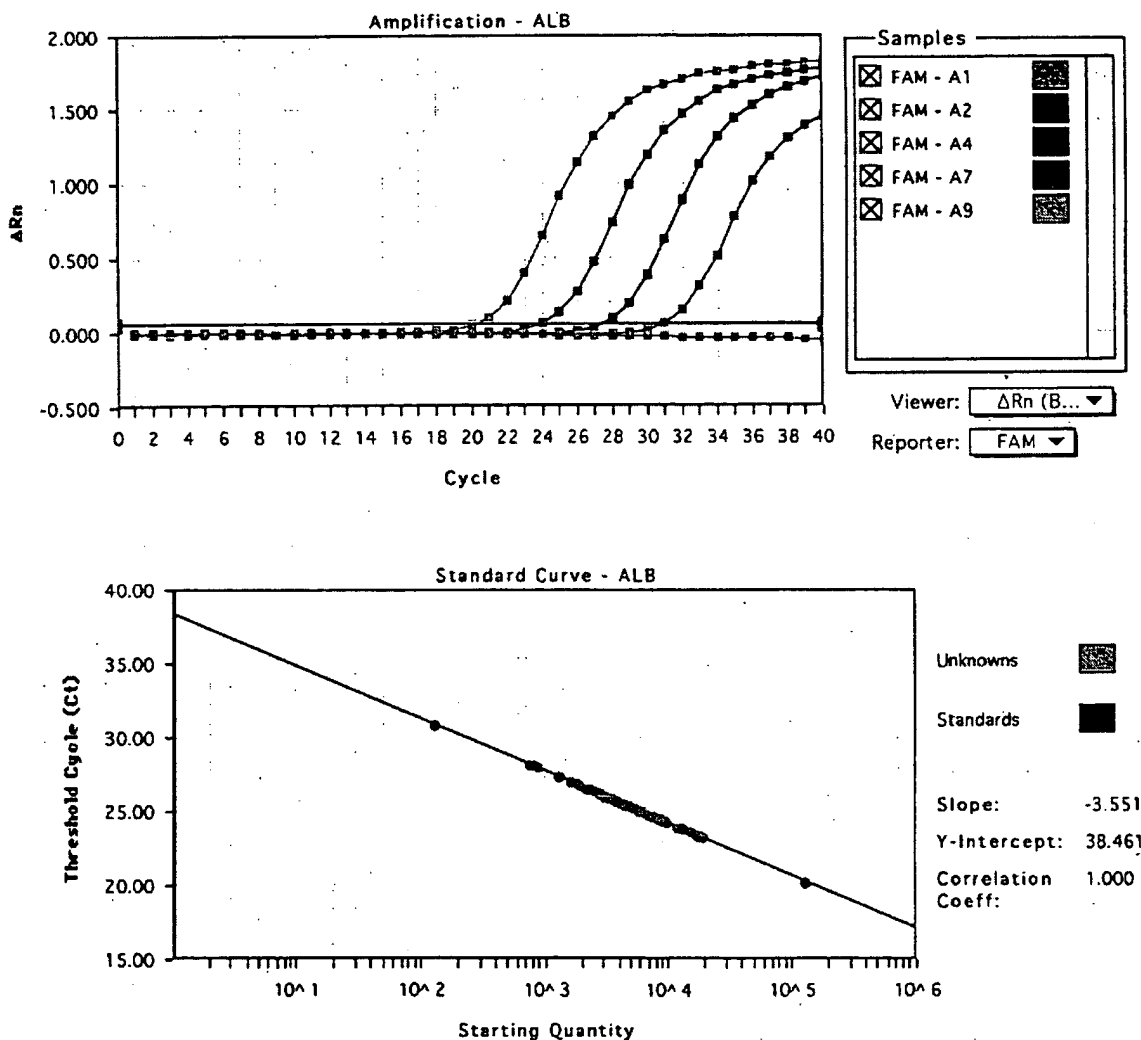 Amplification - ALB
2.000
1.500
1.000
0.500
0.000
-0.500
ΔRn
0 2 4 6 8 10 12 14 16 18 20 22 24 26 28 30 32 34 36 38 40
Cycle
Samples
FAM - A1
FAM - A2
FAM - A4
FAM - A7
FAM - A9
Viewer: ΔRn (B... ▼
Reporter: FAM ▼
Standard Curve - ALB
40.00
35.00
30.00
25.00
20.00
15.00
Threshold Cycle (Ct)
10^1 10^2 10^3 10^4 10^5 10^6
Starting Quantity
Unknowns
Standards
Slope: -3.551
Y-Intercept: 38.461
Correlation 1.000
Coeff: